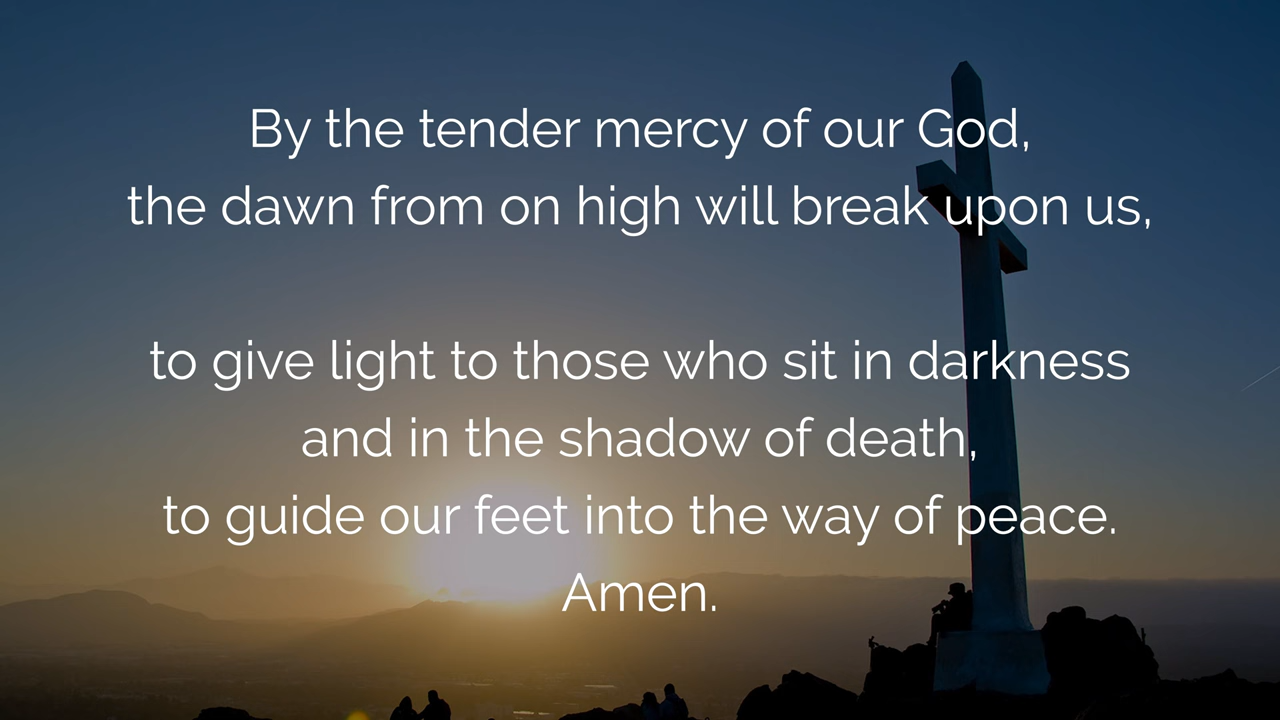 By the tender mercy of our God,
the dawn from on high will break upon us,
to give light to those who sit in darkness
and in the shadow of death,
to guide our feet into the way of peace.
Amen.